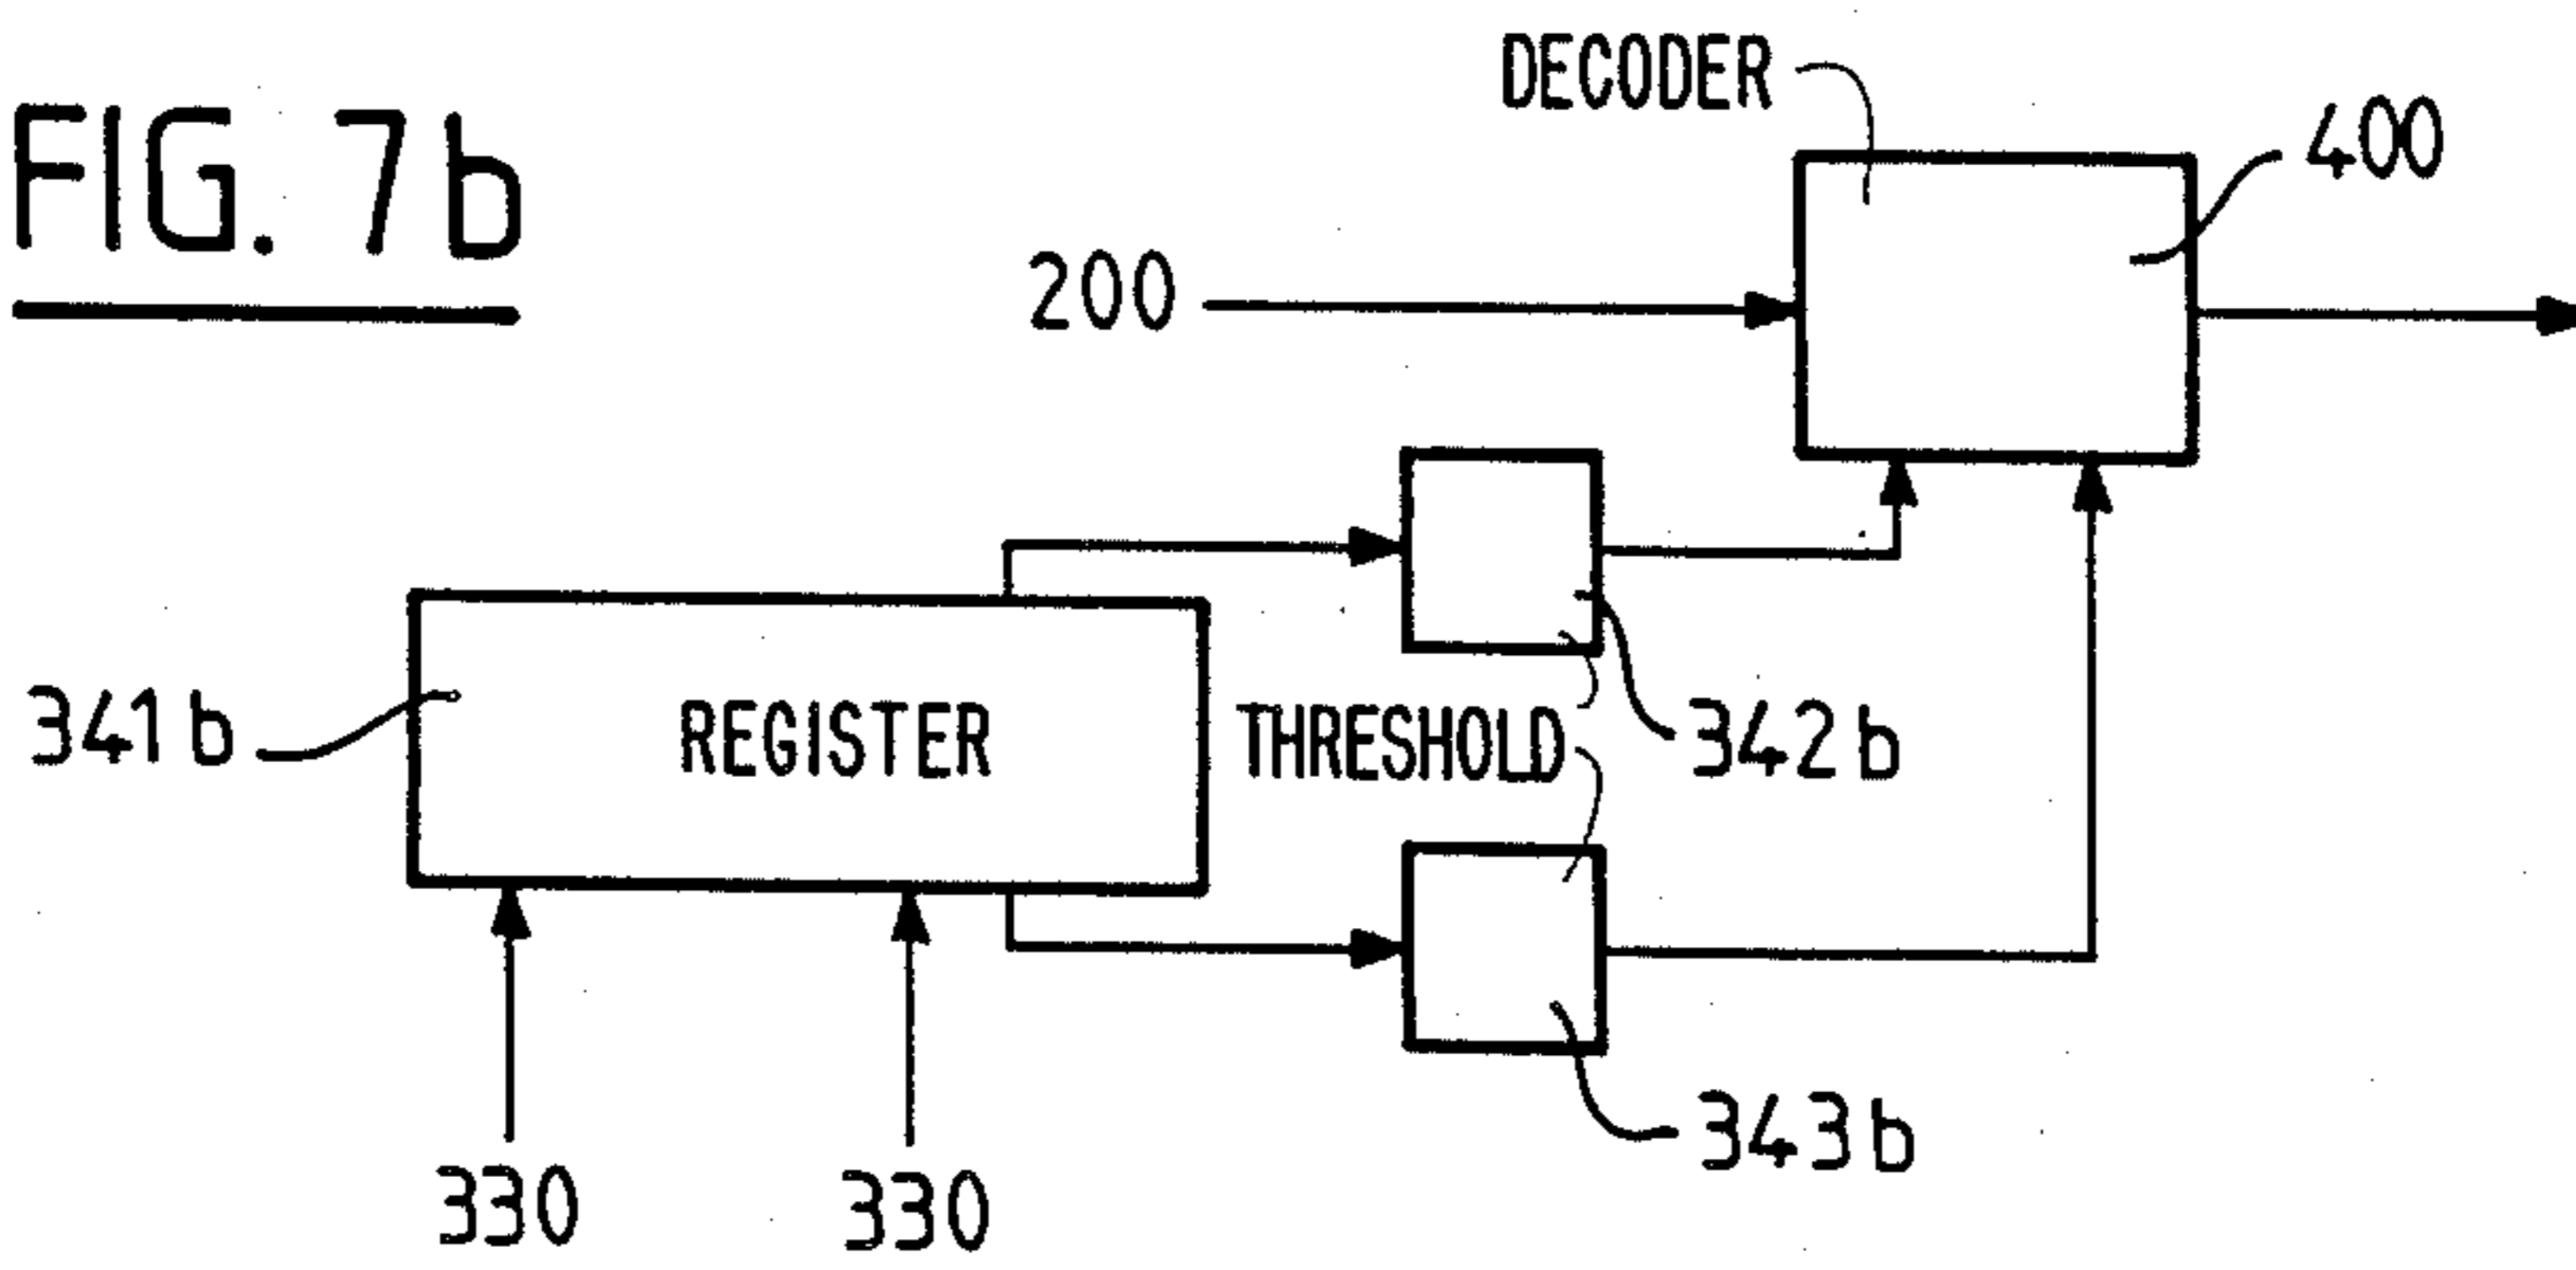 FIG. 7b
DECODER
400
200
341b
REGISTER
THRESHOLD
342b
343b
330
330